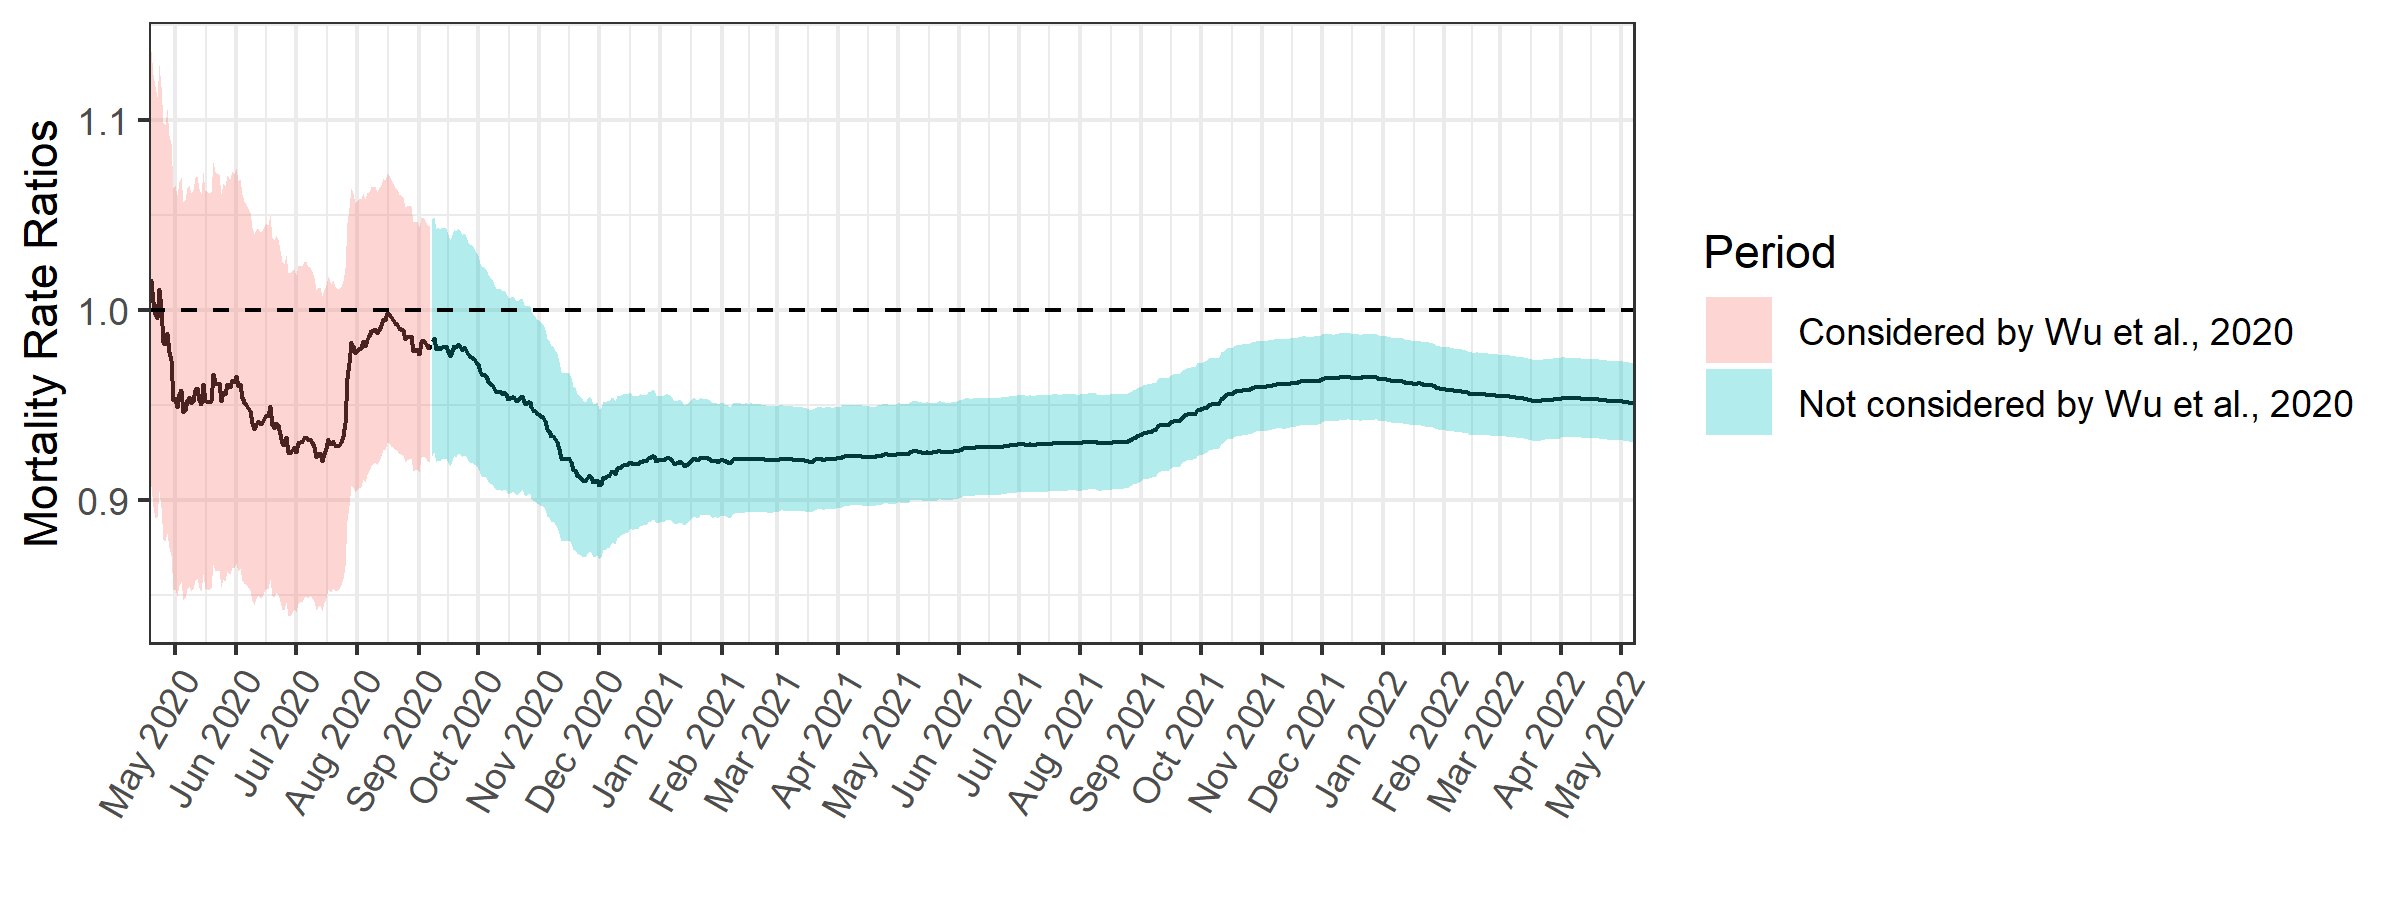 Mortality Rate Ratios
1.1
1.0
0.9
May 2020
Jun 2020
Jul 2020
Aug 2020
Sep 2020
Oct 2020
Nov 2020
Dec 2020
Jan 2021
Feb 2021
Mar 2021
Apr 2021
May 2021
Jun 2021
Jul 2021
Aug 2021
Sep 2021
Oct 2021
Nov 2021
Dec 2021
Jan 2022
Feb 2022
Mar 2022
Apr 2022
May 2022
Period
Considered by Wu et al., 2020
Not considered by Wu et al., 2020